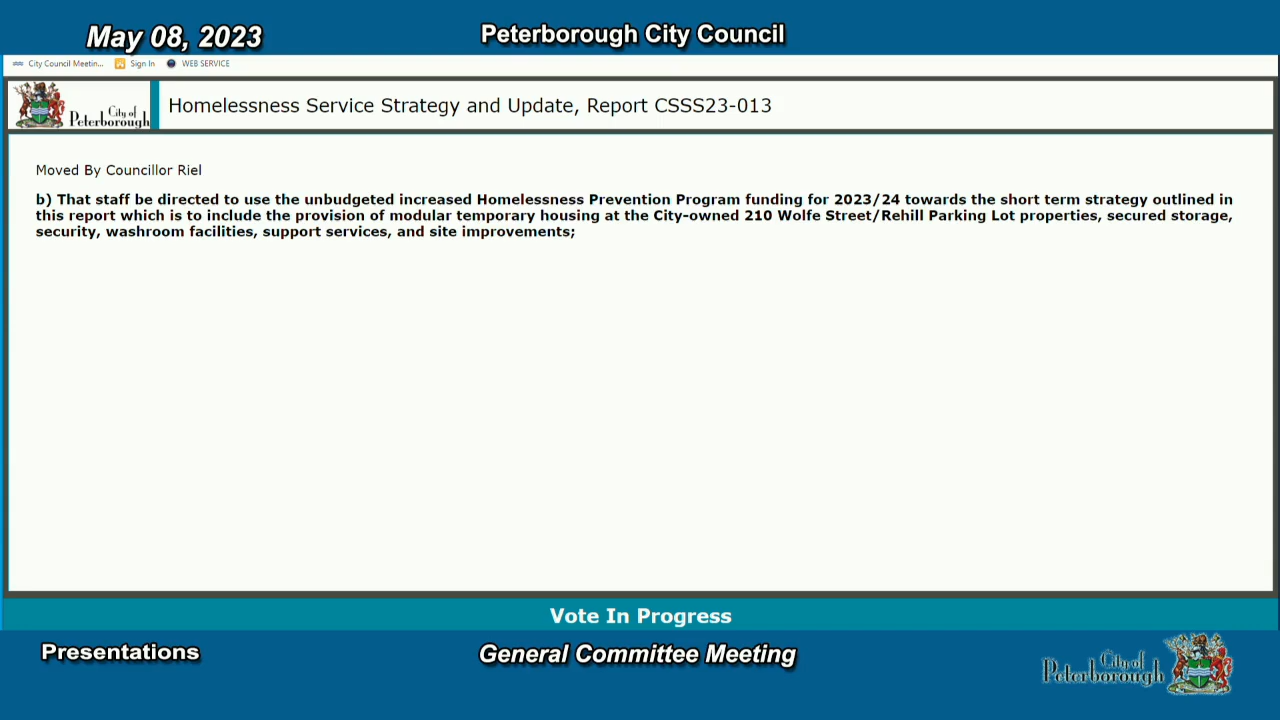 May 08, 2023
Peterborough City Council
City Council Meetin...
Sign In
WEB SERVICE
City of
Peterborough
Homelessness Service Strategy and Update, Report CSSS23-013
Moved By Councillor Riel
b) That staff be directed to use the unbudgeted increased Homelessness Prevention Program funding for 2023/24 towards the short term strategy outlined in
this report which is to include the provision of modular temporary housing at the City-owned 210 Wolfe Street/Rehill Parking Lot properties, secured storage,
security, washroom facilities, support services, and site improvements;
Vote In Progress
Presentations
General Committee Meeting
City of
Peterborough